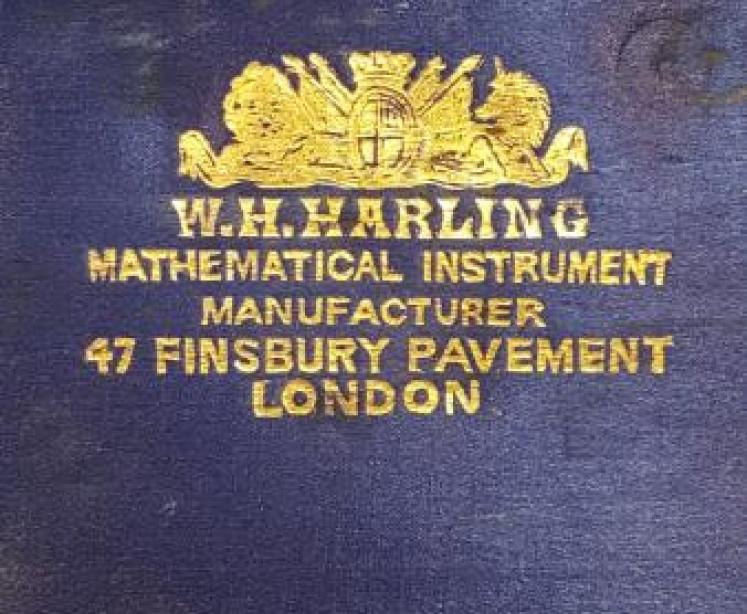 W.H.HARLING
MATHEMATICAL INSTRUMENT
MANUFACTURER
47 FINSBURY PAVEMENT
LONDON